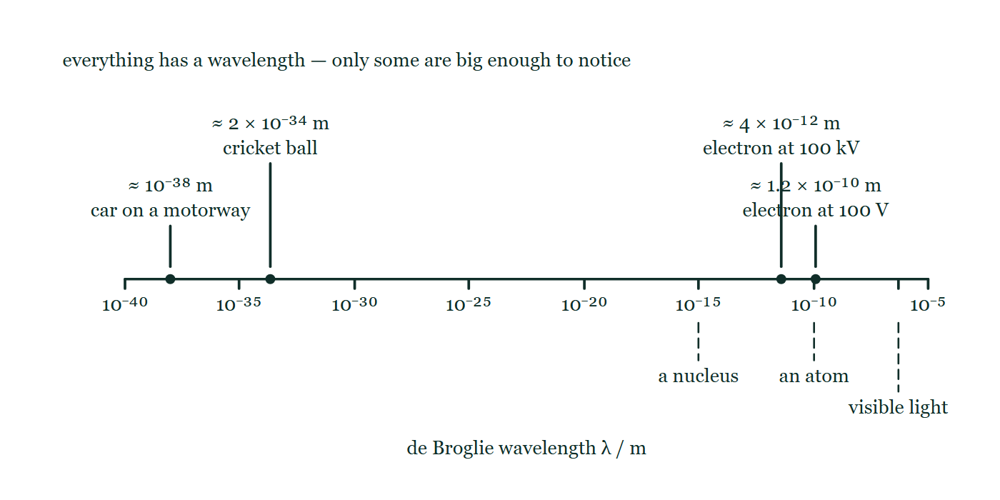 everything has a wavelength — only some are big enough to notice
≈ 2 × 10⁻³⁴ m
cricket ball
≈ 4 × 10⁻¹² m
electron at 100 kV
≈ 10⁻³⁸ m
car on a motorway
≈ 1.2 × 10⁻¹⁰ m
electron at 100 V
10⁻⁴⁰ 10⁻³⁵ 10⁻³⁰ 10⁻²⁵ 10⁻²⁰ 10⁻¹⁵ 10⁻¹⁰ 10⁻⁵
a nucleus
an atom
visible light
de Broglie wavelength λ / m